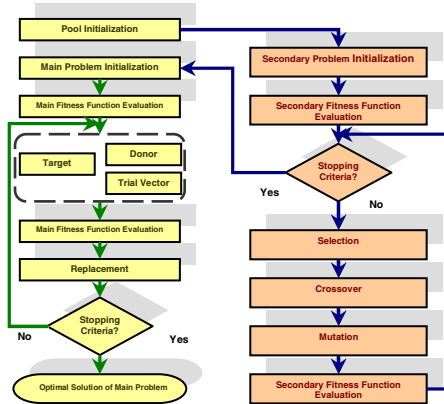 Pool Initialization
Main Problem Initialization
Main Fitness Function Evaluation
Target
Donor
Trial Vector
Main Fitness Function Evaluation
Replacement
Stopping
Criteria?
No
Yes
Optimal Solution of Main Problem
Secondary Problem Initialization
Secondary Fitness Function
Evaluation
Stopping
Criteria?
Yes
No
Selection
Crossover
Mutation
Secondary Fitness Function
Evaluation